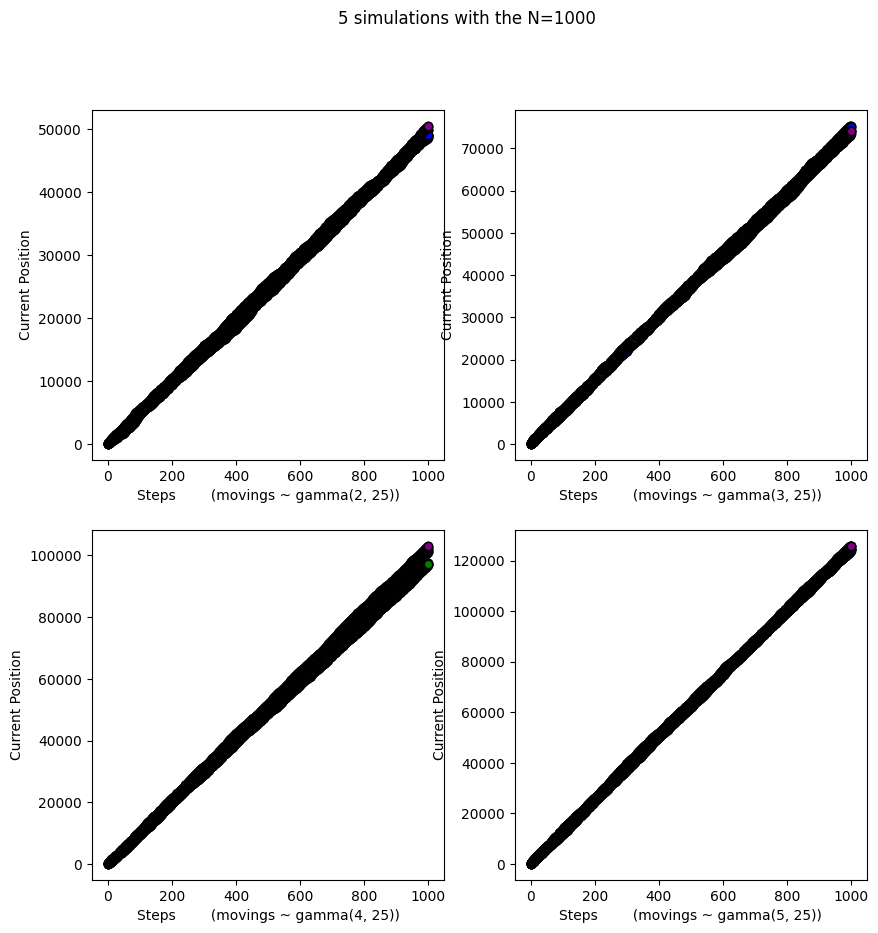 5 simulations with the N=1000
50000
40000
30000
20000
10000
0
Current Position
0 200 400 600 800 1000
Steps (movings ~ gamma(2, 25))
70000
60000
50000
40000
30000
20000
10000
0
Current Position
0 200 400 600 800 1000
Steps (movings ~ gamma(3, 25))
100000
80000
60000
40000
20000
0
Current Position
0 200 400 600 800 1000
Steps (movings ~ gamma(4, 25))
120000
100000
80000
60000
40000
20000
0
Current Position
0 200 400 600 800 1000
Steps (movings ~ gamma(5, 25))